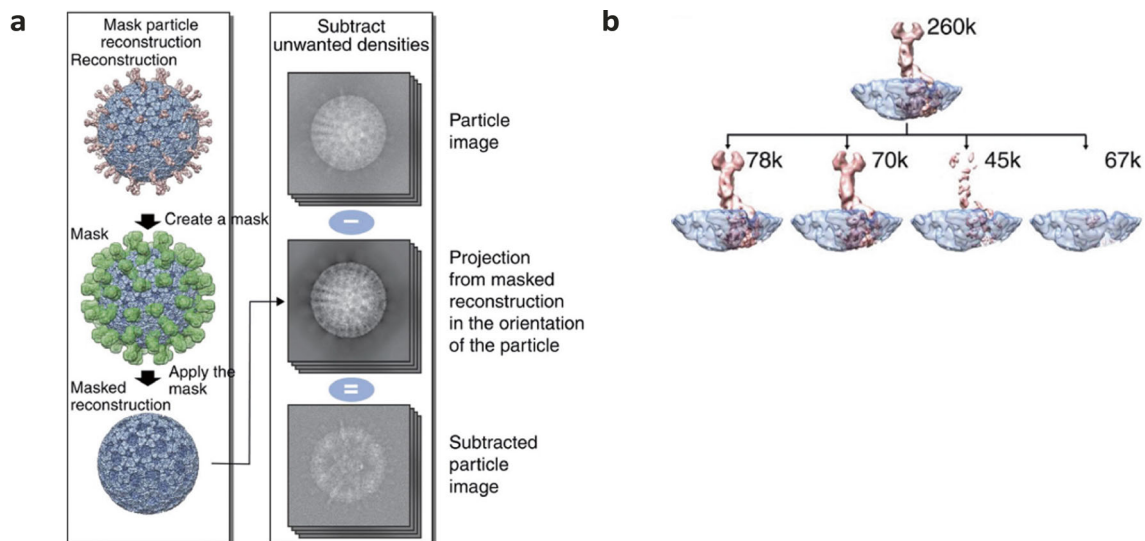 a
Mask particle
reconstruction
Reconstruction
Create a mask
Mask
Apply the
mask
Masked
reconstruction
Subtract
unwanted densities
Particle
image
−
Projection
from masked
reconstruction
in the orientation
of the particle
=
Subtracted
particle
image
b
260k
78k
70k
45k
67k